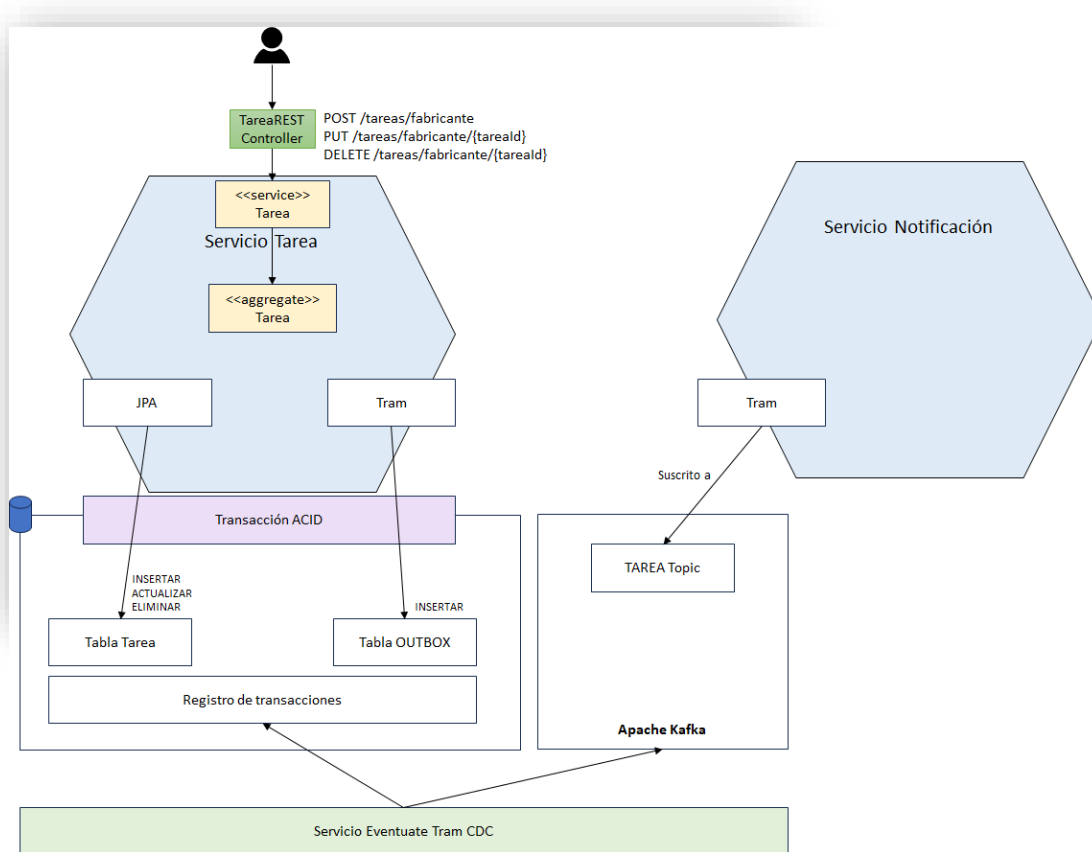 TareaREST
Controller
POST /tareas/fabricante
PUT /tareas/fabricante/{tareaId}
DELETE /tareas/fabricante/{tareaId}
<<service>>
Tarea
Servicio Tarea
<<aggregate>>
Tarea
JPA
Tram
Servicio Notificación
Tram
Suscrito a
Transacción ACID
INSERTAR
ACTUALIZAR
ELIMINAR
INSERTAR
Tabla Tarea
Tabla OUTBOX
Registro de transacciones
TAREA Topic
Apache Kafka
Servicio Eventuate Tram CDC